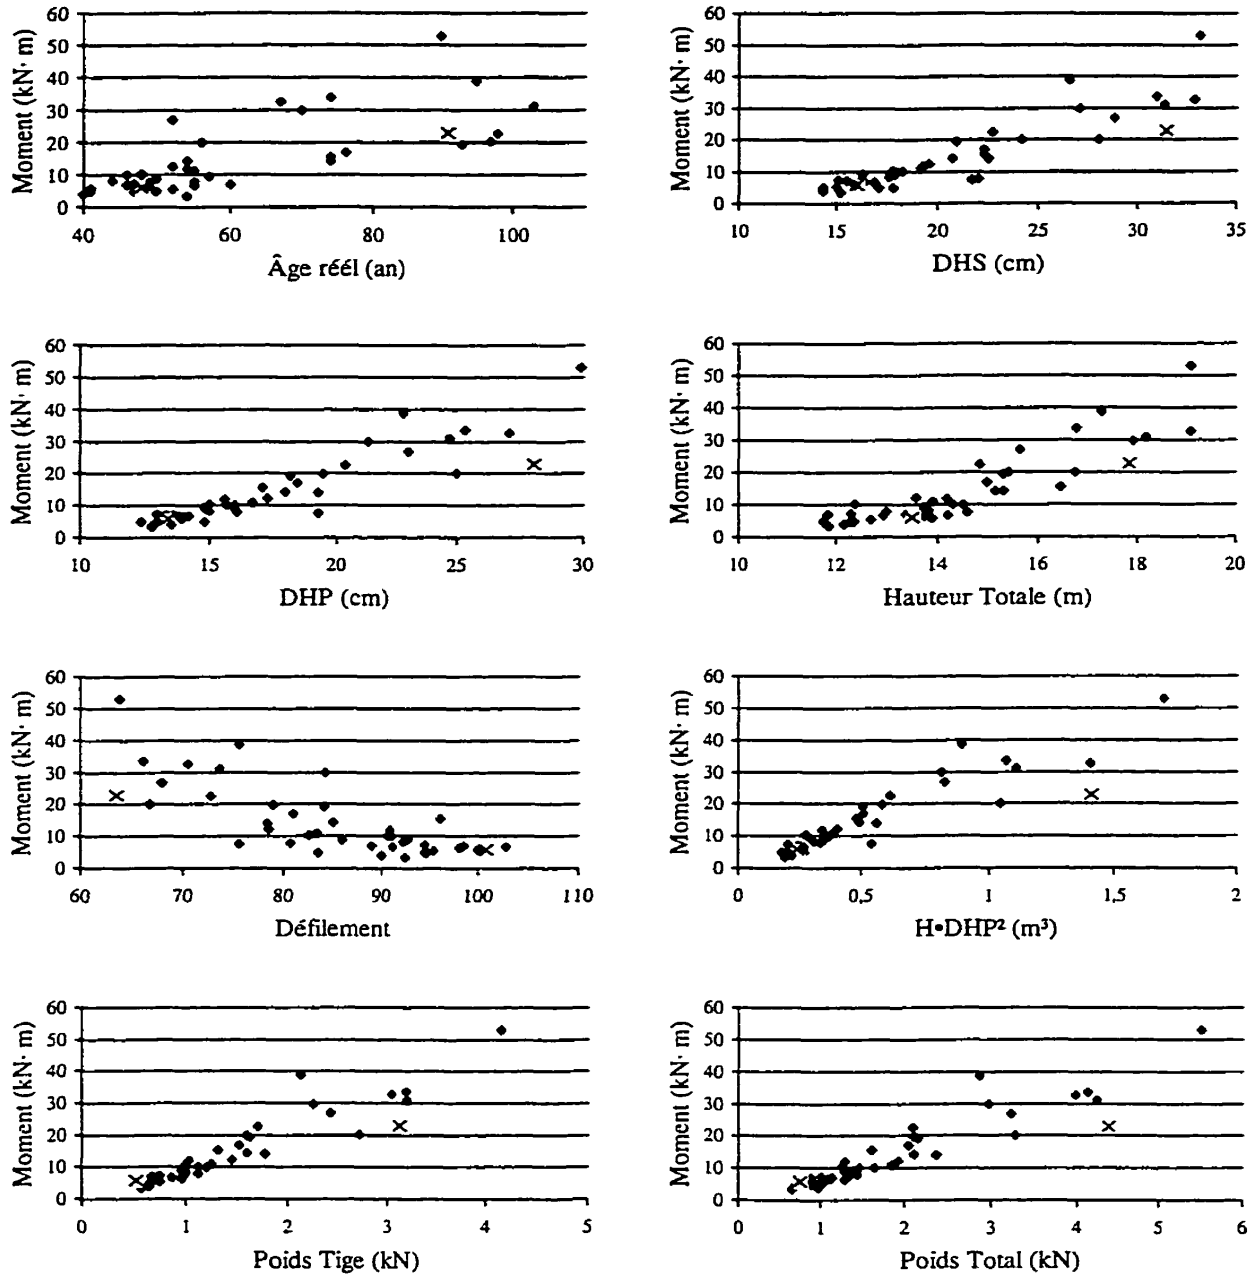 60
50
40
30
20
10
0
Moment (kN· m)
40 60 80 100
Âge réél (an)
60
50
40
30
20
10
0
Moment (kN· m)
10 15 20 25 30 35
DHS (cm)
60
50
40
30
20
10
0
Moment (kN· m)
10 15 20 25 30
DHP (cm)
60
50
40
30
20
10
0
Moment (kN· m)
10 12 14 16 18 20
Hauteur Totale (m)
60
50
40
30
20
10
0
Moment (kN· m)
60 70 80 90 100 110
Défilement
60
50
40
30
20
10
0
Moment (kN· m)
0 0,5 1 1,5 2
H•DHP² (m³)
60
50
40
30
20
10
0
Moment (kN· m)
0 1 2 3 4 5
Poids Tige (kN)
60
50
40
30
20
10
0
Moment (kN· m)
0 1 2 3 4 5 6
Poids Total (kN)